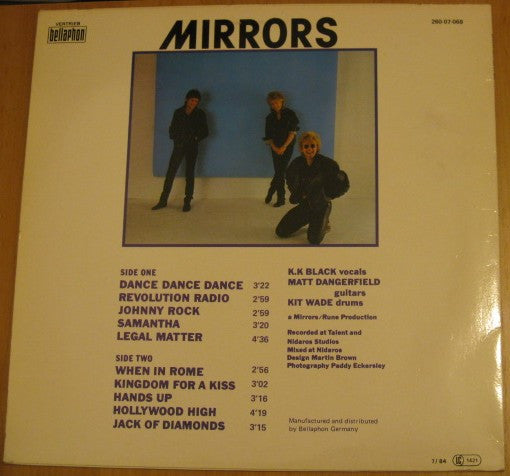 VERTRIEB
bellaphon
MIRRORS
260·07·068
SIDE ONE
DANCE DANCE DANCE 3'22
REVOLUTION RADIO 2'59
JOHNNY ROCK 2'59
SAMANTHA 3'20
LEGAL MATTER 4'36
SIDE TWO
WHEN IN ROME 2'56
KINGDOM FOR A KISS 3'02
HANDS UP 3'16
HOLLYWOOD HIGH 4'19
JACK OF DIAMONDS 3'15
K.K BLACK vocals
MATT DANGERFIELD
guitars
KIT WADE drums
a Mirrors/Rune Production
Recorded at Talent and
Nidaros Studios
Mixed at Nidaros
Design Martin Brown
Photography Paddy Eckersley
Manufactured and distributed
by Bellaphon Germany
7/84 LC 1421